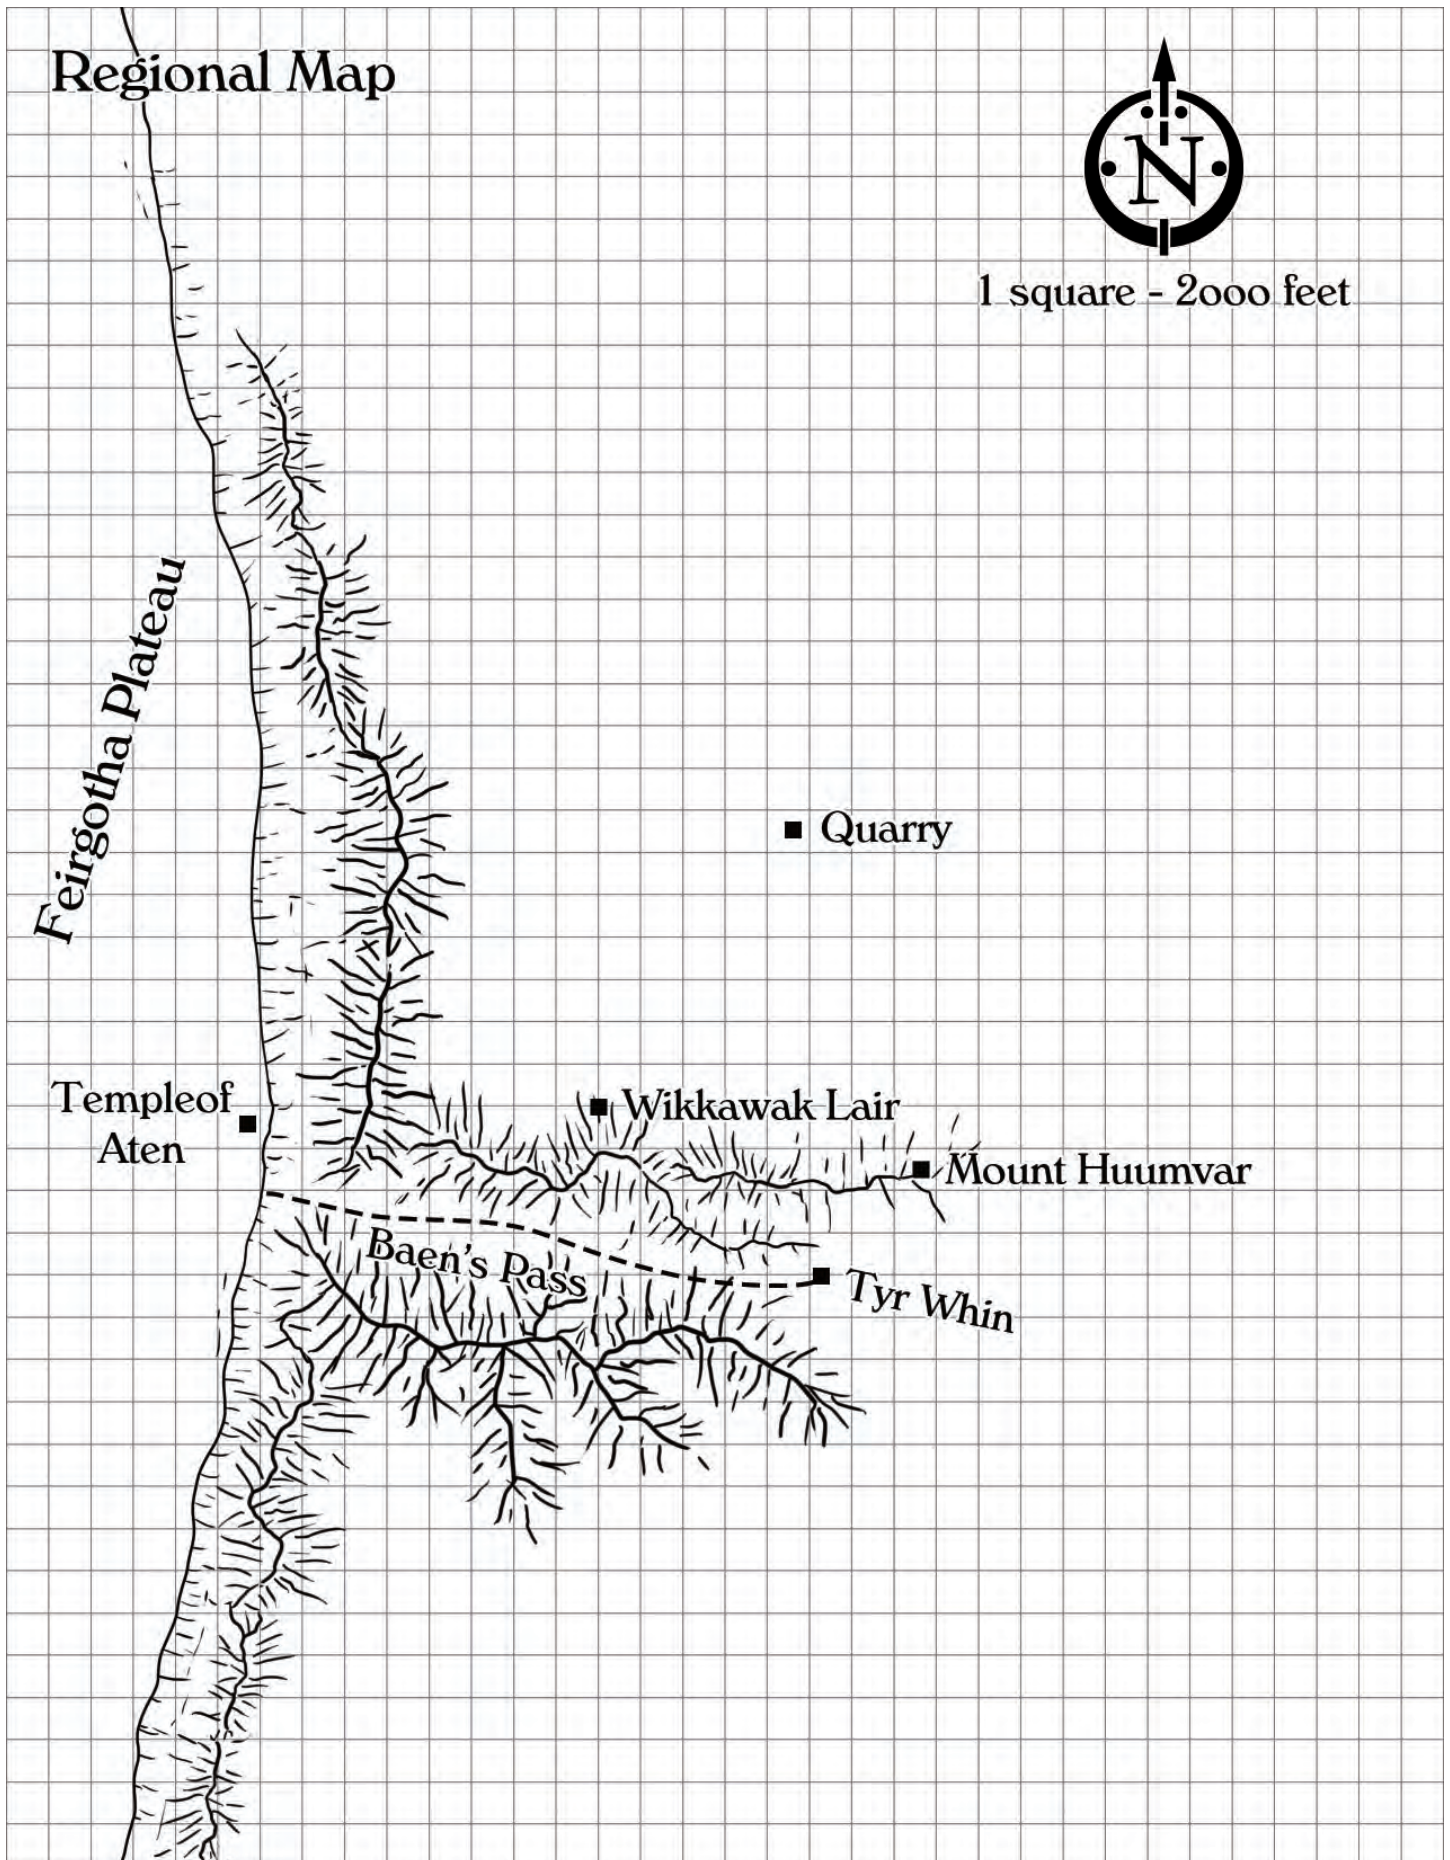 Regional Map
N
1 square - 2000 feet
Feirgotha Plateau
Quarry
Templeof
Aten
Wikkawak Lair
Mount Huumvar
Baen's Pass
Tyr Whin